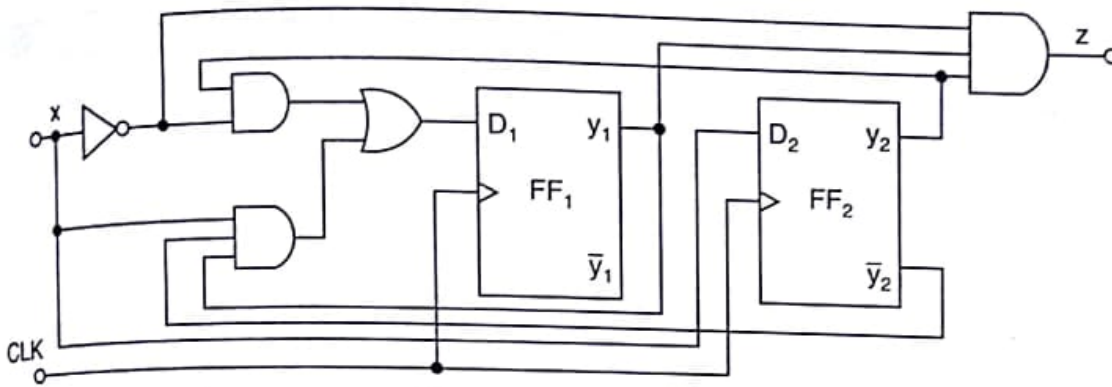 z
x
D₁
y₁
FF₁
ȳ₁
D₂
y₂
FF₂
ȳ₂
CLK